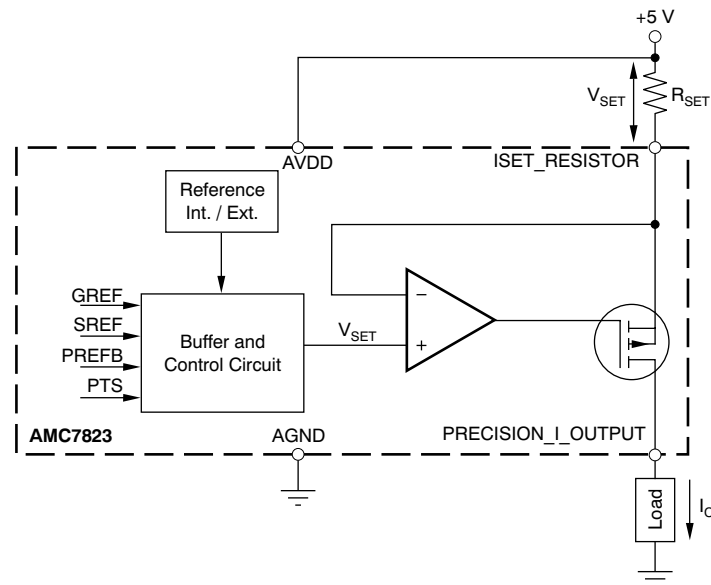 +5 V
V_SET
R_SET
AVDD
ISET_RESISTOR
Reference
Int. / Ext.
GREF
SREF
PREFB
PTS
Buffer and
Control Circuit
V_SET
−
+
AMC7823
AGND
PRECISION_I_OUTPUT
Load
I_O